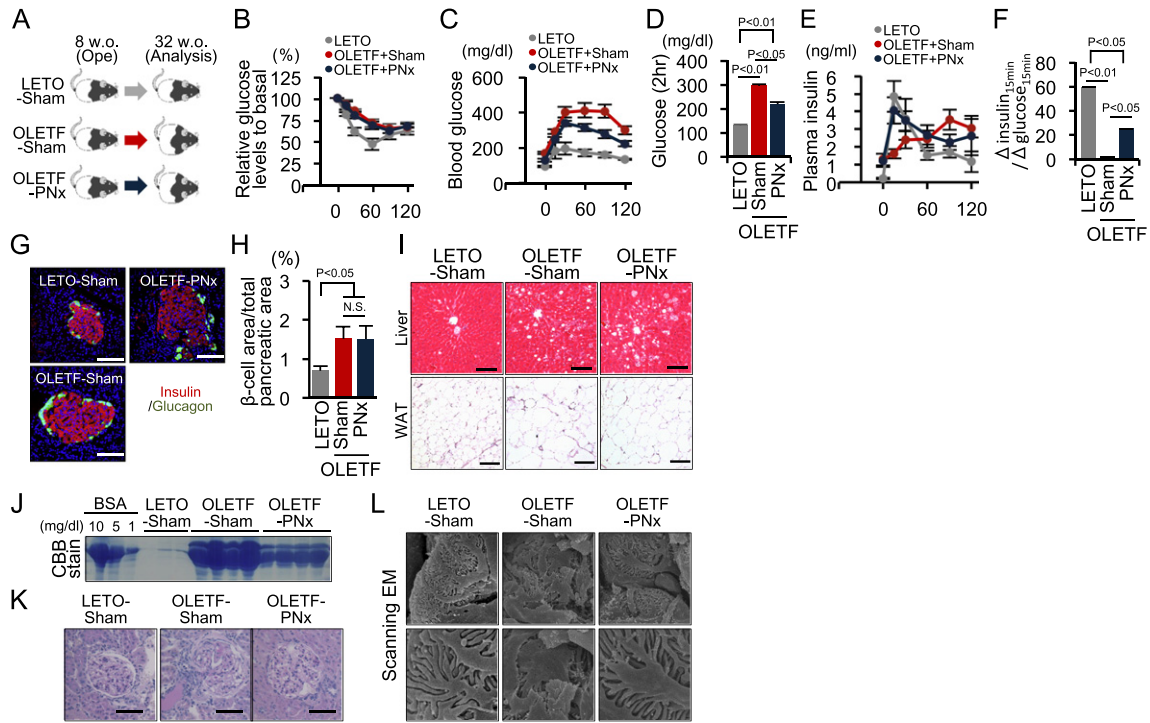 A
8 w.o.
(Ope)
32 w.o.
(Analysis)
LETO
-Sham
OLETF
-Sham
OLETF
-PNx
B
(%)
LETO
OLETF+Sham
OLETF+PNx
Relative glucose
levels to basal
125
100
75
50
25
0
0 60 120
C
(mg/dl)
LETO
OLETF+Sham
OLETF+PNx
Blood glucose
600
400
200
0
0 60 120
D
(mg/dl)
P<0.01
P<0.05
P<0.01
Glucose (2hr)
400
300
200
100
0
LETO
Sham
PNx
OLETF
E
(ng/ml)
LETO
OLETF+Sham
OLETF+PNx
Plasma insulin
6
5
4
3
2
1
0
0 60 120
F
P<0.05
P<0.01
P<0.05
Δ insulin15min
/ Δ glucose15min
80
60
40
20
0
LETO
Sham
PNx
OLETF
G
LETO-Sham
OLETF-PNx
OLETF-Sham
Insulin
/Glucagon
H
(%)
P<0.05
N.S.
β-cell area/total
pancreatic area
3
2
1
0
LETO
Sham
PNx
OLETF
I
LETO
-Sham
OLETF
-Sham
OLETF
-PNx
Liver
WAT
J
BSA
LETO
-Sham
OLETF
-Sham
OLETF
-PNx
(mg/dl) 10 5 1
CBB
stain
K
LETO-
Sham
OLETF-
Sham
OLETF-
PNx
L
LETO
-Sham
OLETF
-Sham
OLETF
-PNx
Scanning EM